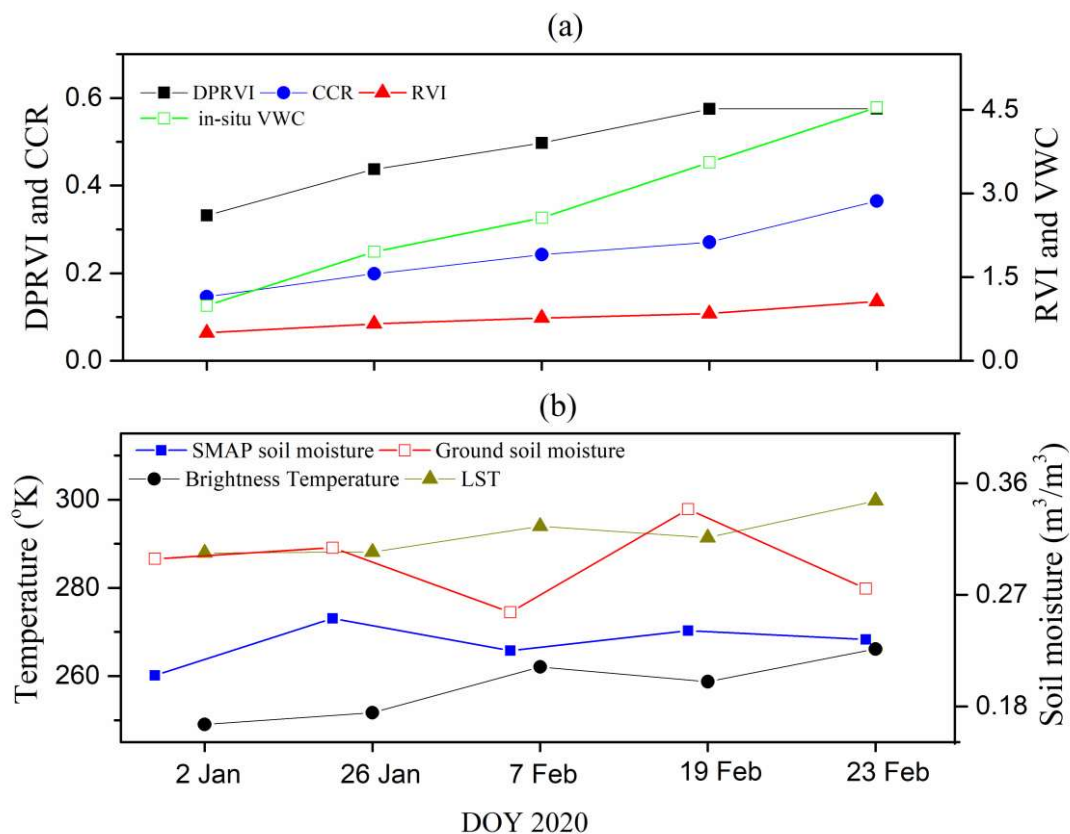 (a)
DPRVI CCR RVI
in-situ VWC
DPRVI and CCR
0.6
0.4
0.2
0.0
RVI and VWC
4.5
3.0
1.5
0.0
(b)
SMAP soil moisture Ground soil moisture
Brightness Temperature LST
Temperature (°K)
300
280
260
Soil moisture (m³/m³)
0.36
0.27
0.18
2 Jan 26 Jan 7 Feb 19 Feb 23 Feb
DOY 2020